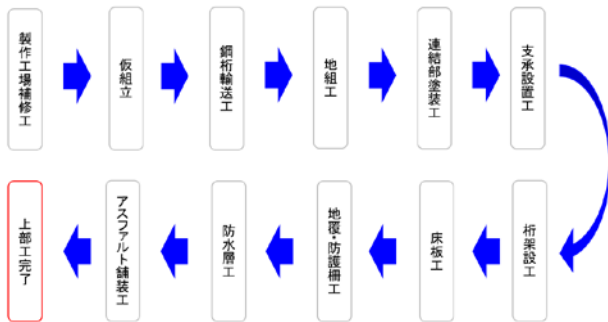 製作工場補修工
仮組立
鋼桁輸送工
地組工
連結部塗装工
支承設置工
桁架設工
床板工
地覆・防護柵工
防水層工
アスファルト舗装工
上部工完了